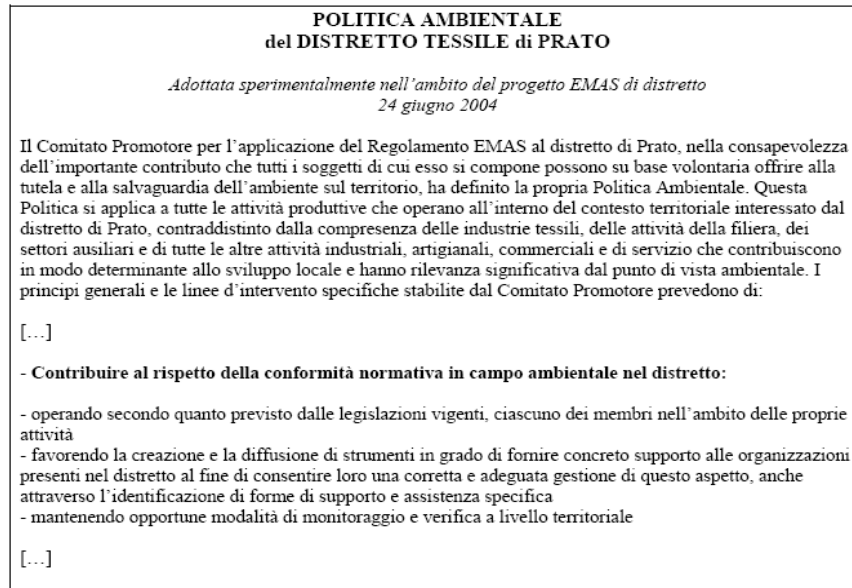 POLITICA AMBIENTALE
del DISTRETTO TESSILE di PRATO
Adottata sperimentalmente nell'ambito del progetto EMAS di distretto
24 giugno 2004
Il Comitato Promotore per l'applicazione del Regolamento EMAS al distretto di Prato, nella consapevolezza
dell'importante contributo che tutti i soggetti di cui esso si compone possono su base volontaria offrire alla
tutela e alla salvaguardia dell'ambiente sul territorio, ha definito la propria Politica Ambientale. Questa
Politica si applica a tutte le attività produttive che operano all'interno del contesto territoriale interessato dal
distretto di Prato, contraddistinto dalla compresenza delle industrie tessili, delle attività della filiera, dei
settori ausiliari e di tutte le altre attività industriali, artigianali, commerciali e di servizio che contribuiscono
in modo determinante allo sviluppo locale e hanno rilevanza significativa dal punto di vista ambientale. I
principi generali e le linee d'intervento specifiche stabilite dal Comitato Promotore prevedono di:
[…]
- Contribuire al rispetto della conformità normativa in campo ambientale nel distretto:
- operando secondo quanto previsto dalle legislazioni vigenti, ciascuno dei membri nell'ambito delle proprie
attività
- favorendo la creazione e la diffusione di strumenti in grado di fornire concreto supporto alle organizzazioni
presenti nel distretto al fine di consentire loro una corretta e adeguata gestione di questo aspetto, anche
attraverso l'identificazione di forme di supporto e assistenza specifica
- mantenendo opportune modalità di monitoraggio e verifica a livello territoriale
[…]